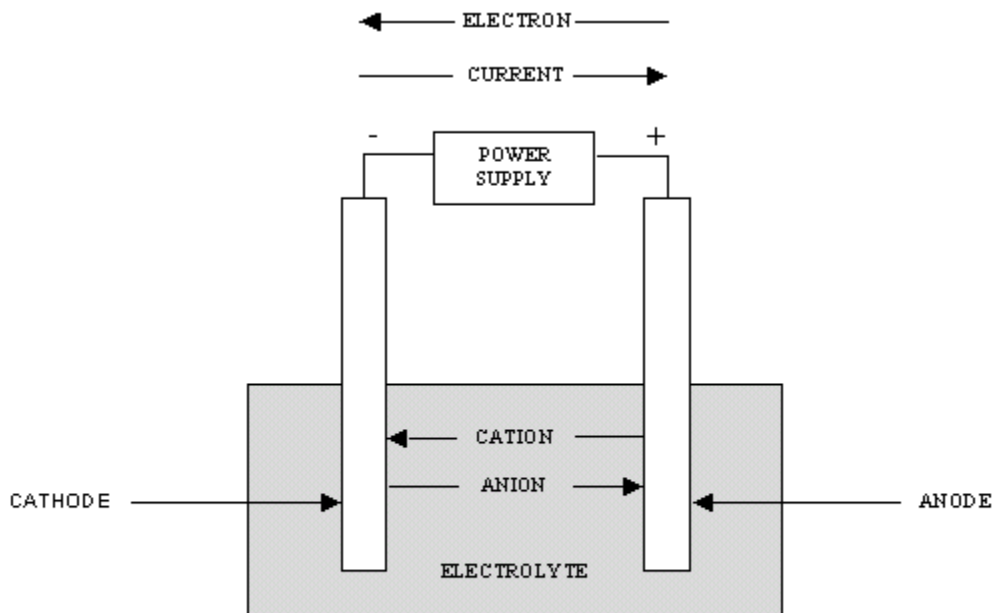 ELECTRON
CURRENT
- +
POWER
SUPPLY
CATION
ANION
CATHODE
ANODE
ELECTROLYTE